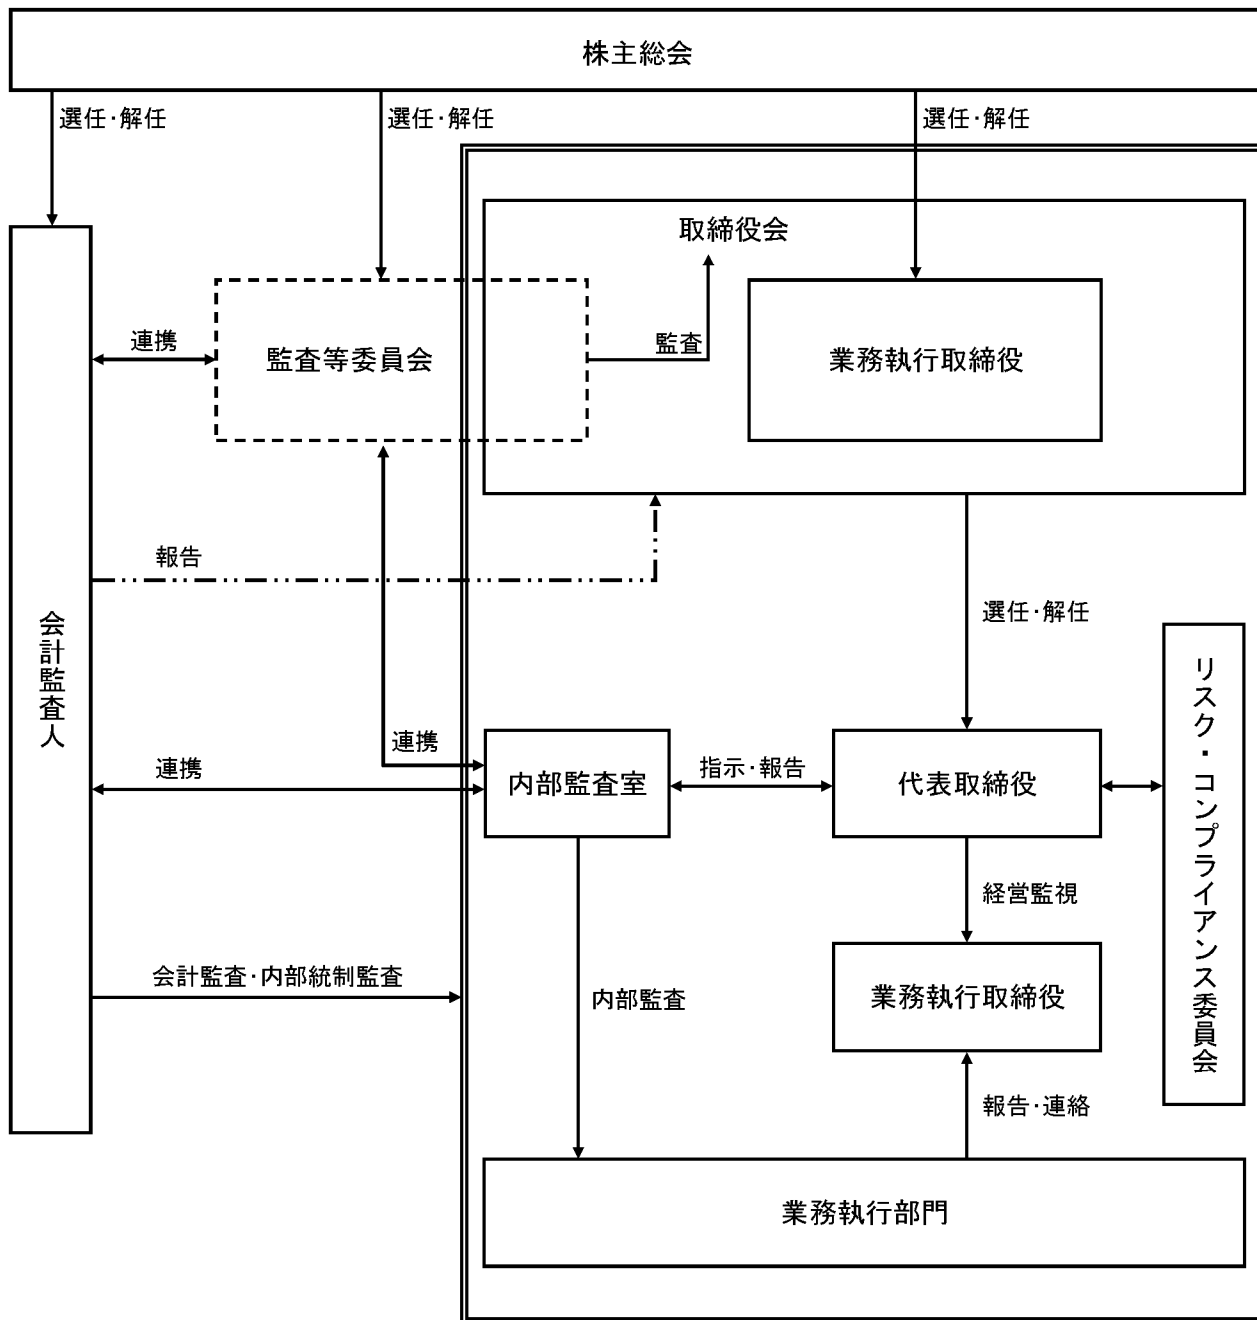 株主総会
選任・解任
選任・解任
選任・解任
取締役会
連携
監査等委員会
監査
業務執行取締役
報告
会計監査人
選任・解任
リスク・コンプライアンス委員会
連携
連携
内部監査室
指示・報告
代表取締役
経営監視
会計監査・内部統制監査
内部監査
業務執行取締役
報告・連絡
業務執行部門